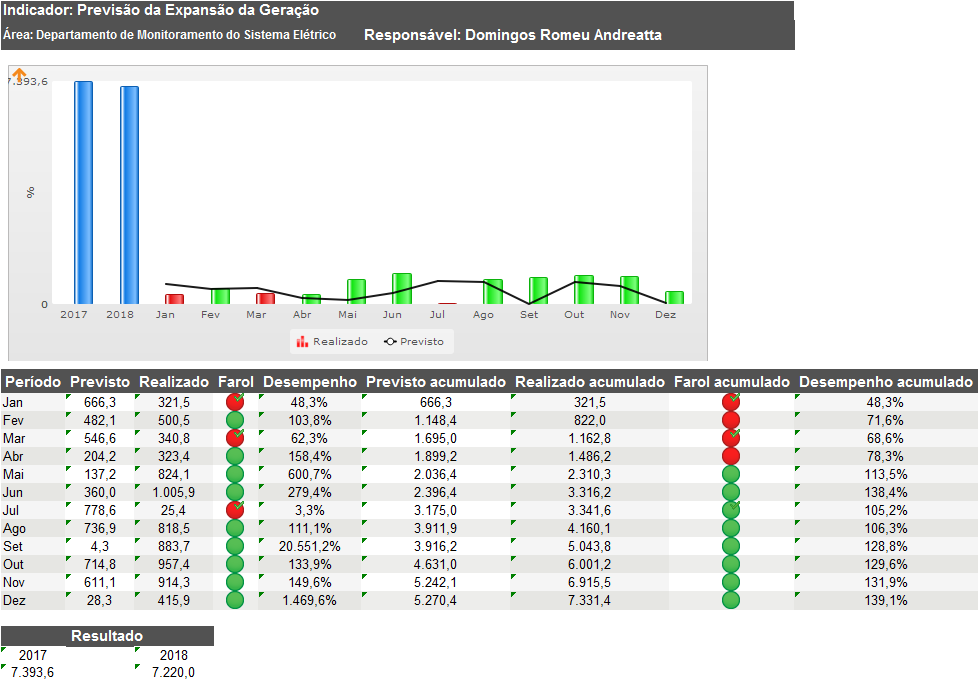 Indicador: Previsão da Expansão da Geração
Área: Departamento de Monitoramento do Sistema Elétrico Responsável: Domingos Romeu Andreatta
7.393,6
%
0
2017 2018 Jan Fev Mar Abr Mai Jun Jul Ago Set Out Nov Dez
Realizado Previsto
Período Previsto Realizado Farol Desempenho Previsto acumulado Realizado acumulado Farol acumulado Desempenho acumulado
Jan 666,3 321,5 48,3% 666,3 321,5 48,3%
Fev 482,1 500,5 103,8% 1.148,4 822,0 71,6%
Mar 546,6 340,8 62,3% 1.695,0 1.162,8 68,6%
Abr 204,2 323,4 158,4% 1.899,2 1.486,2 78,3%
Mai 137,2 824,1 600,7% 2.036,4 2.310,3 113,5%
Jun 360,0 1.005,9 279,4% 2.396,4 3.316,2 138,4%
Jul 778,6 25,4 3,3% 3.175,0 3.341,6 105,2%
Ago 736,9 818,5 111,1% 3.911,9 4.160,1 106,3%
Set 4,3 883,7 20.551,2% 3.916,2 5.043,8 128,8%
Out 714,8 957,4 133,9% 4.631,0 6.001,2 129,6%
Nov 611,1 914,3 149,6% 5.242,1 6.915,5 131,9%
Dez 28,3 415,9 1.469,6% 5.270,4 7.331,4 139,1%
Resultado
2017 2018
7.393,6 7.220,0